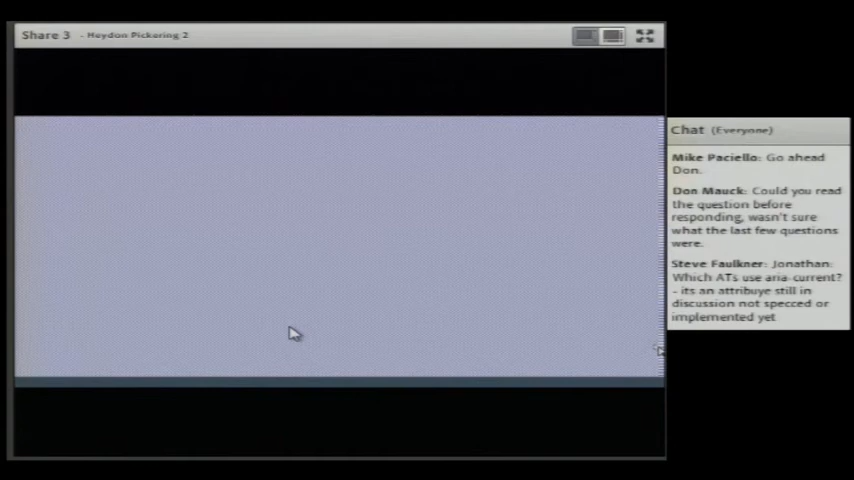 Share 3 - Heydon Pickering 2
Chat (Everyone)
Mike Paciello: Go ahead
Don.
Don Mauck: Could you read
the question before
responding, wasn't sure
what the last few questions
were.
Steve Faulkner: Jonathan:
Which ATs use aria-current?
- its an attribuye still in
discussion not specced or
implemented yet